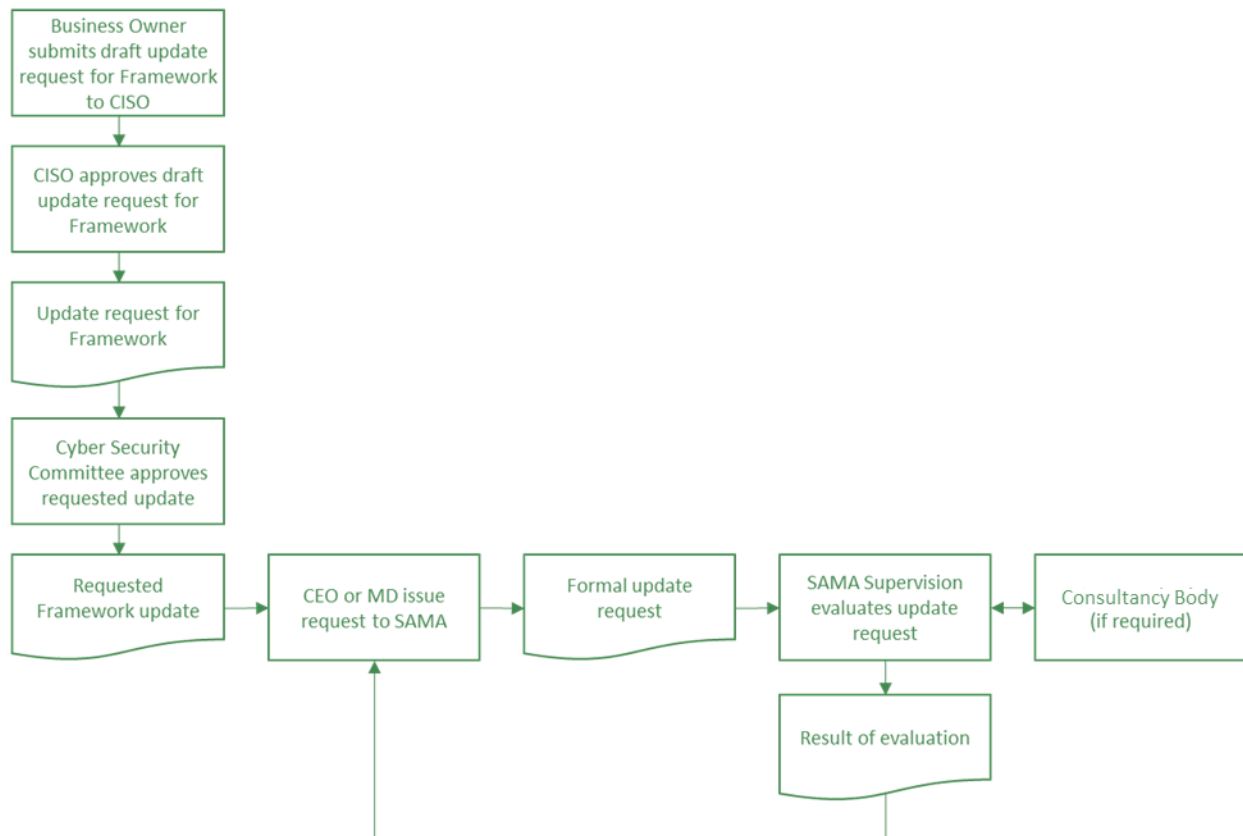 Business Owner
submits draft update
request for Framework
to CISO
CISO approves draft
update request for
Framework
Update request for
Framework
Cyber Security
Committee approves
requested update
Requested
Framework update
CEO or MD issue
request to SAMA
Formal update
request
SAMA Supervision
evaluates update
request
Consultancy Body
(if required)
Result of evaluation